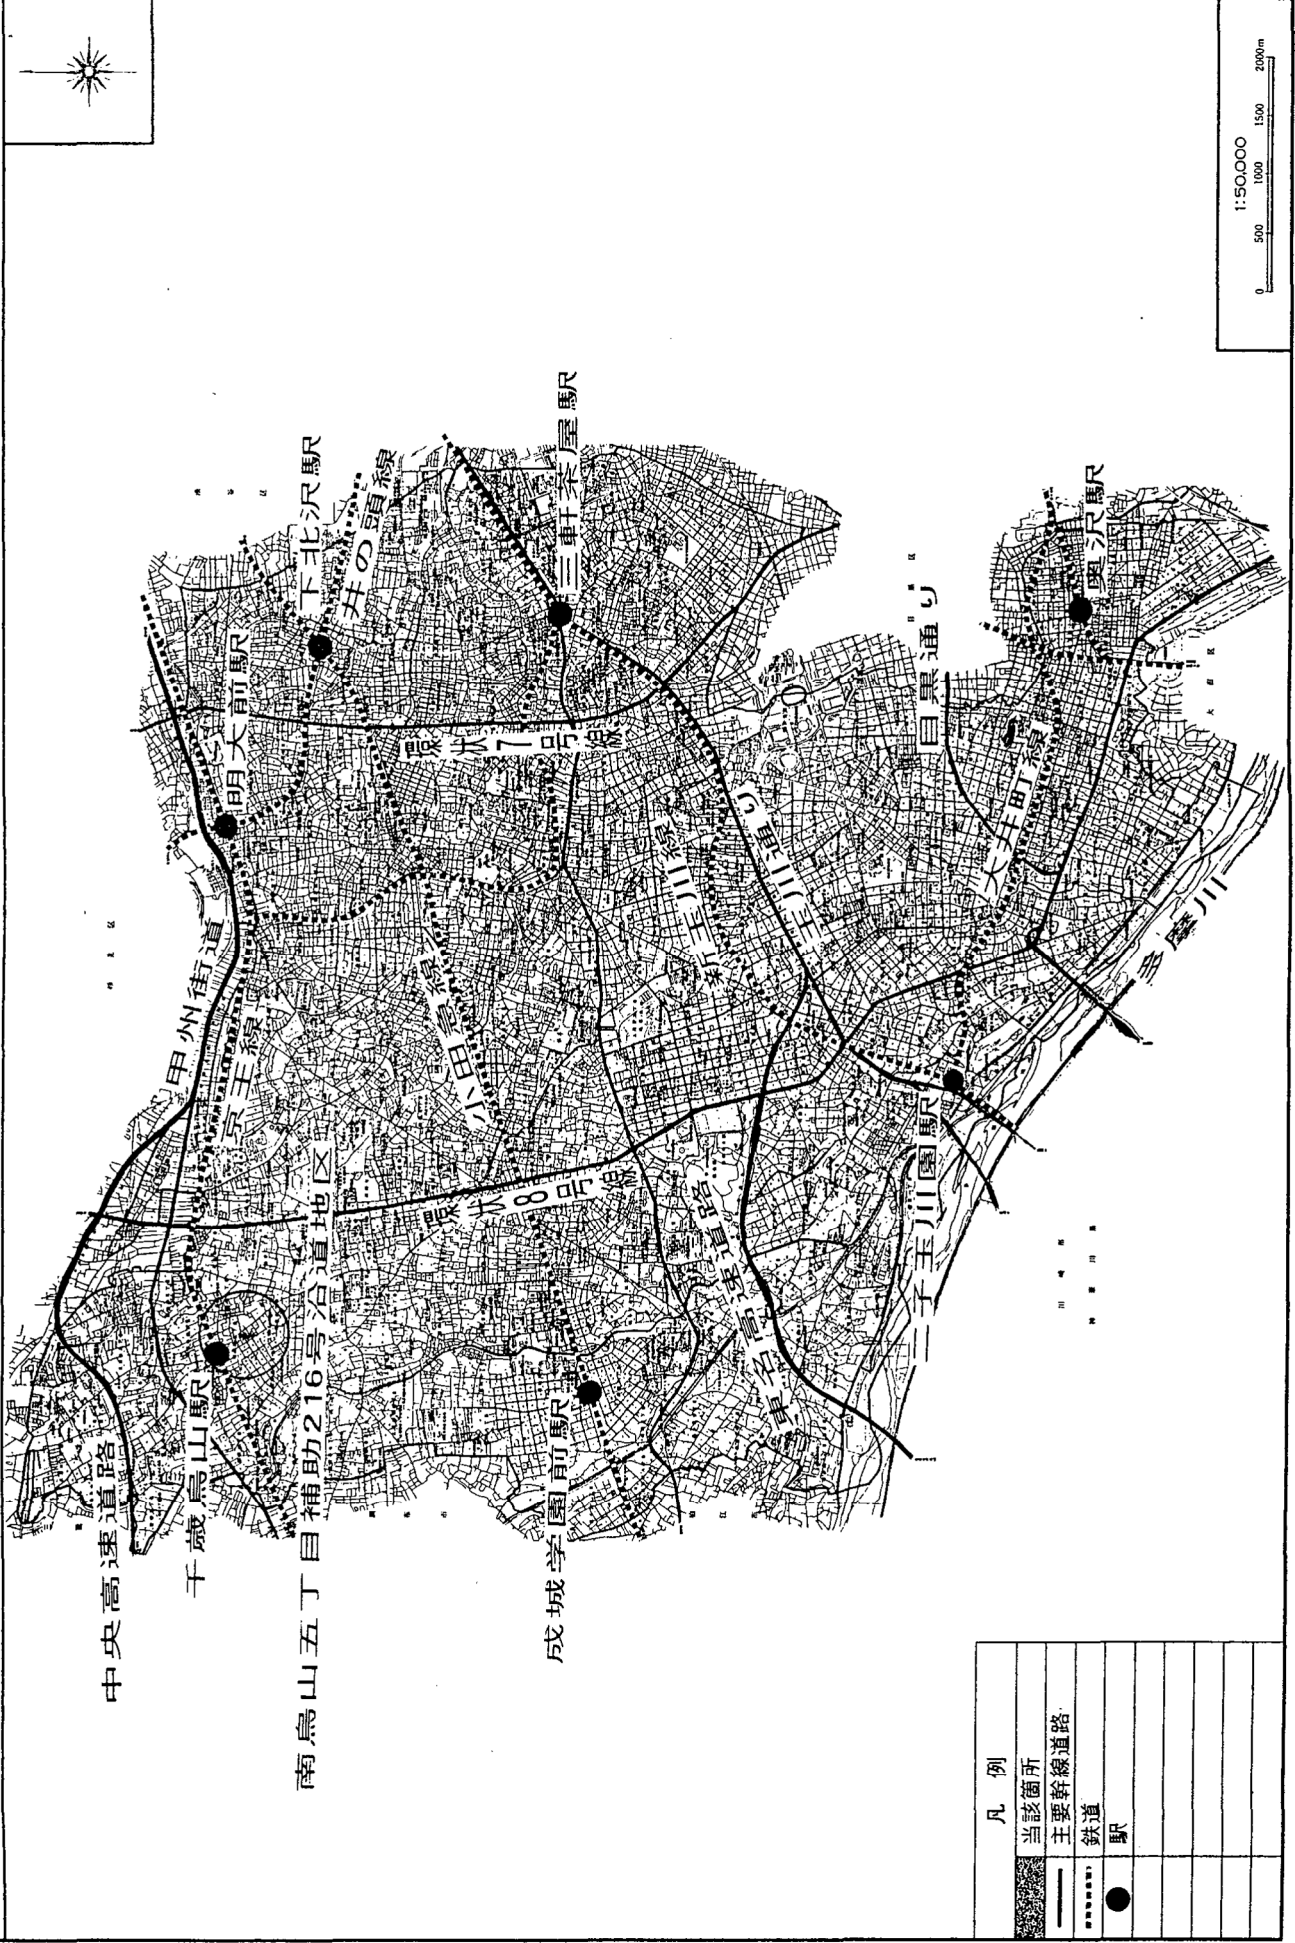 中央高速道路
千歳烏山駅
南烏山五丁目補助216号沿道地区
成城学園前駅
甲州街道
京王線
明大前駅
下北沢駅
井の頭線
三軒茶屋駅
環状7号線
小田急線
環状8号線
新玉川線
玉川通り
東名高速道路
二子玉川園駅
目黒通り
大井町線
奥沢駅
多摩川
凡例
当該箇所
主要幹線道路
鉄道
駅
1:50,000
0 500 1000 1500 2000m